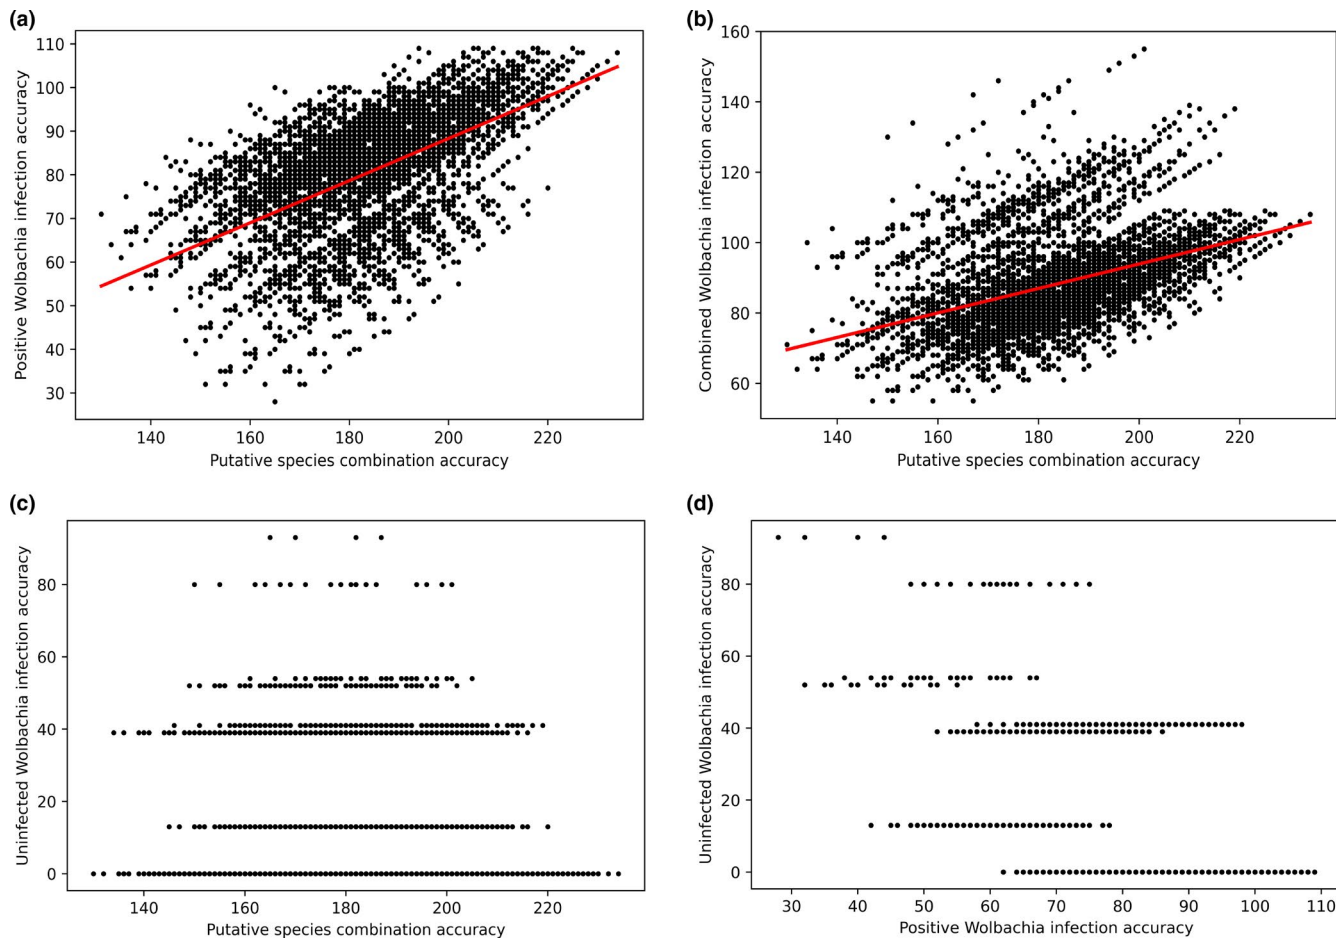 (a)
110
100
90
80
70
60
50
40
30
Positive Wolbachia infection accuracy
140 160 180 200 220
Putative species combination accuracy
(b)
160
140
120
100
80
60
Combined Wolbachia infection accuracy
140 160 180 200 220
Putative species combination accuracy
(c)
80
60
40
20
0
Uninfected Wolbachia infection accuracy
140 160 180 200 220
Putative species combination accuracy
(d)
80
60
40
20
0
Uninfected Wolbachia infection accuracy
30 40 50 60 70 80 90 100 110
Positive Wolbachia infection accuracy